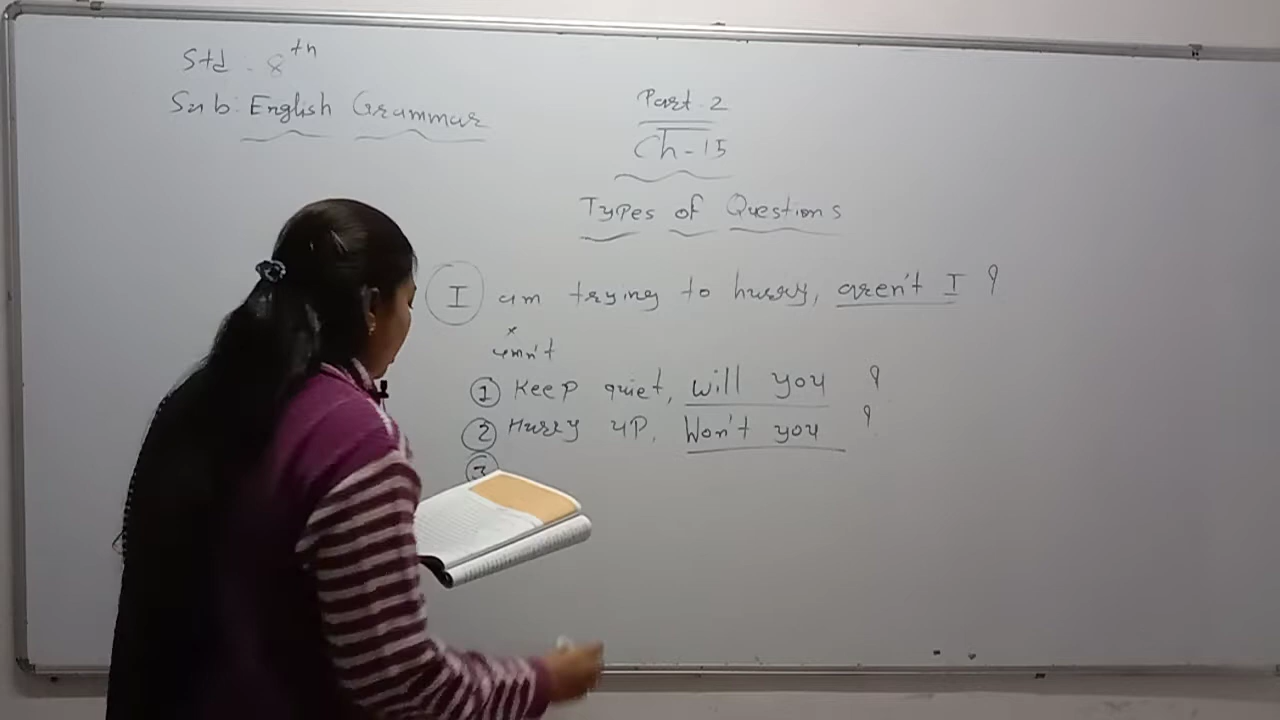 Std - 8th
Sub: English Grammar
Part-2
Ch-15
Types of Questions
I am trying to hurry, aren't I ?
x
amn't
① Keep quiet, will you ?
② Hurry up, Won't you ?
③